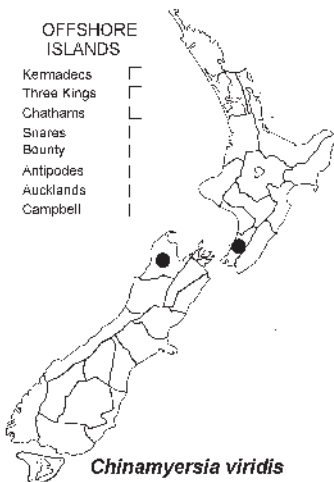 OFFSHORE
ISLANDS
Kermadecs
Three Kings
Chathams
Snares
Bounty
Antipodes
Aucklands
Campbell
Chinamyersia viridis